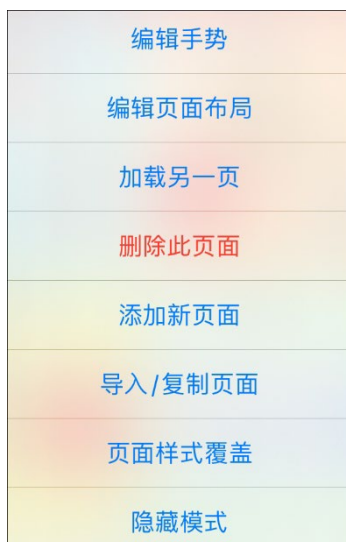 编辑手势
编辑页面布局
加载另一页
删除此页面
添加新页面
导入/复制页面
页面样式覆盖
隐藏模式